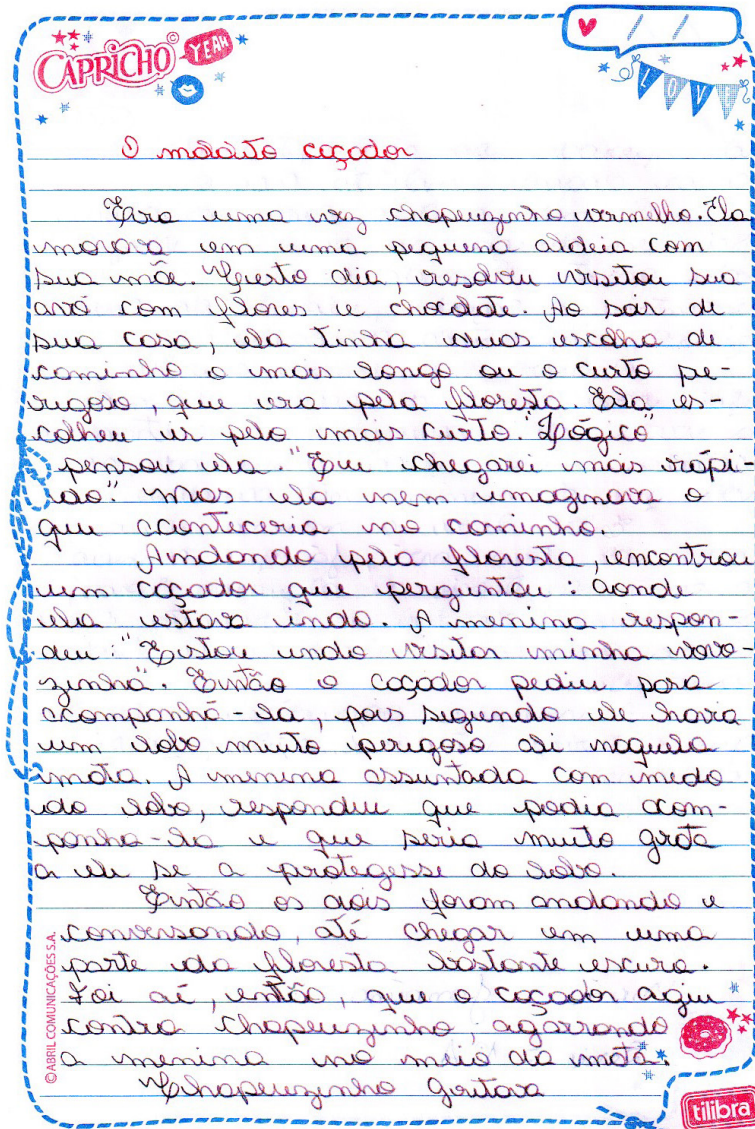 CAPRICHO©
YEAH
LOVE
O maldito caçador
Era uma vez chapeuzinho vermelho. Ela
morava em uma pequena aldeia com
sua mãe. Certo dia, resolveu visitar sua
avó com flores e chocolate. Ao sair de
sua casa, ela tinha duas escolha de
caminho o mais longo ou o curto pe-
rigoso, que era pela floresta. Ela es-
colheu ir pelo mais curto. "Lógico"
pensou ela. "Eu chegarei mais rápi-
do." Mas ela nem imaginava o
que aconteceria no caminho.
Andando pela floresta, encontrou
um caçador que perguntou: aonde
ela estava indo. A menina respon-
deu: "Estou indo visitar minha vovo-
zinha". Então o caçador pediu para
acompanhá-la, pois segundo ele havia
um lobo muito perigoso ali naquela
mata. A menina assuntada com medo
do lobo, respondeu que podia acom-
panha-la e que seria muito grata
a ele se a protegesse do lobo.
Então os dois foram andando e
conversando, até chegar em uma
parte da floresta bastante escura.
Foi aí, então, que o caçador agiu
contra chapeuzinho, agarrando
a menina no meio da mata.
Chapeuzinho gritava
©ABRIL COMUNICAÇÕES S.A.
tilibra